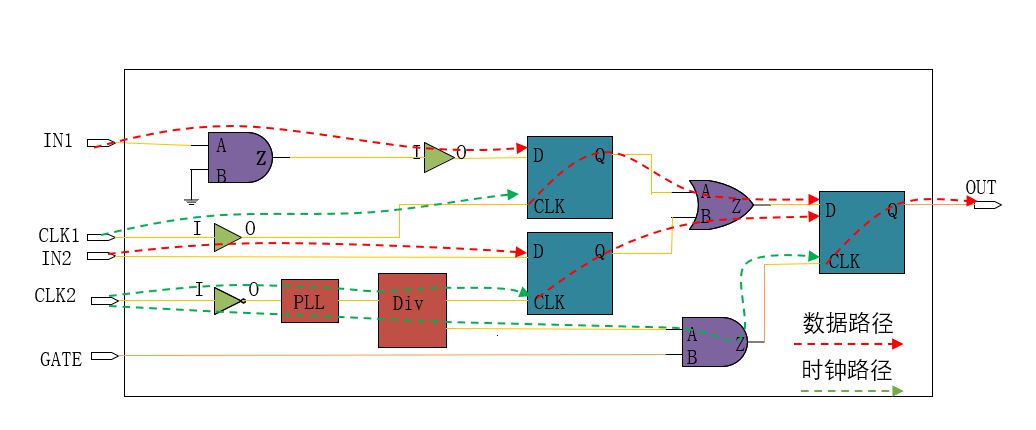 IN1
A
Z
B
I
O
D
Q
CLK
CLK1
I
O
IN2
D
Q
CLK
A
Z
B
D
Q
CLK
OUT
CLK2
I
O
PLL
Div
GATE
A
Z
B
数据路径
时钟路径